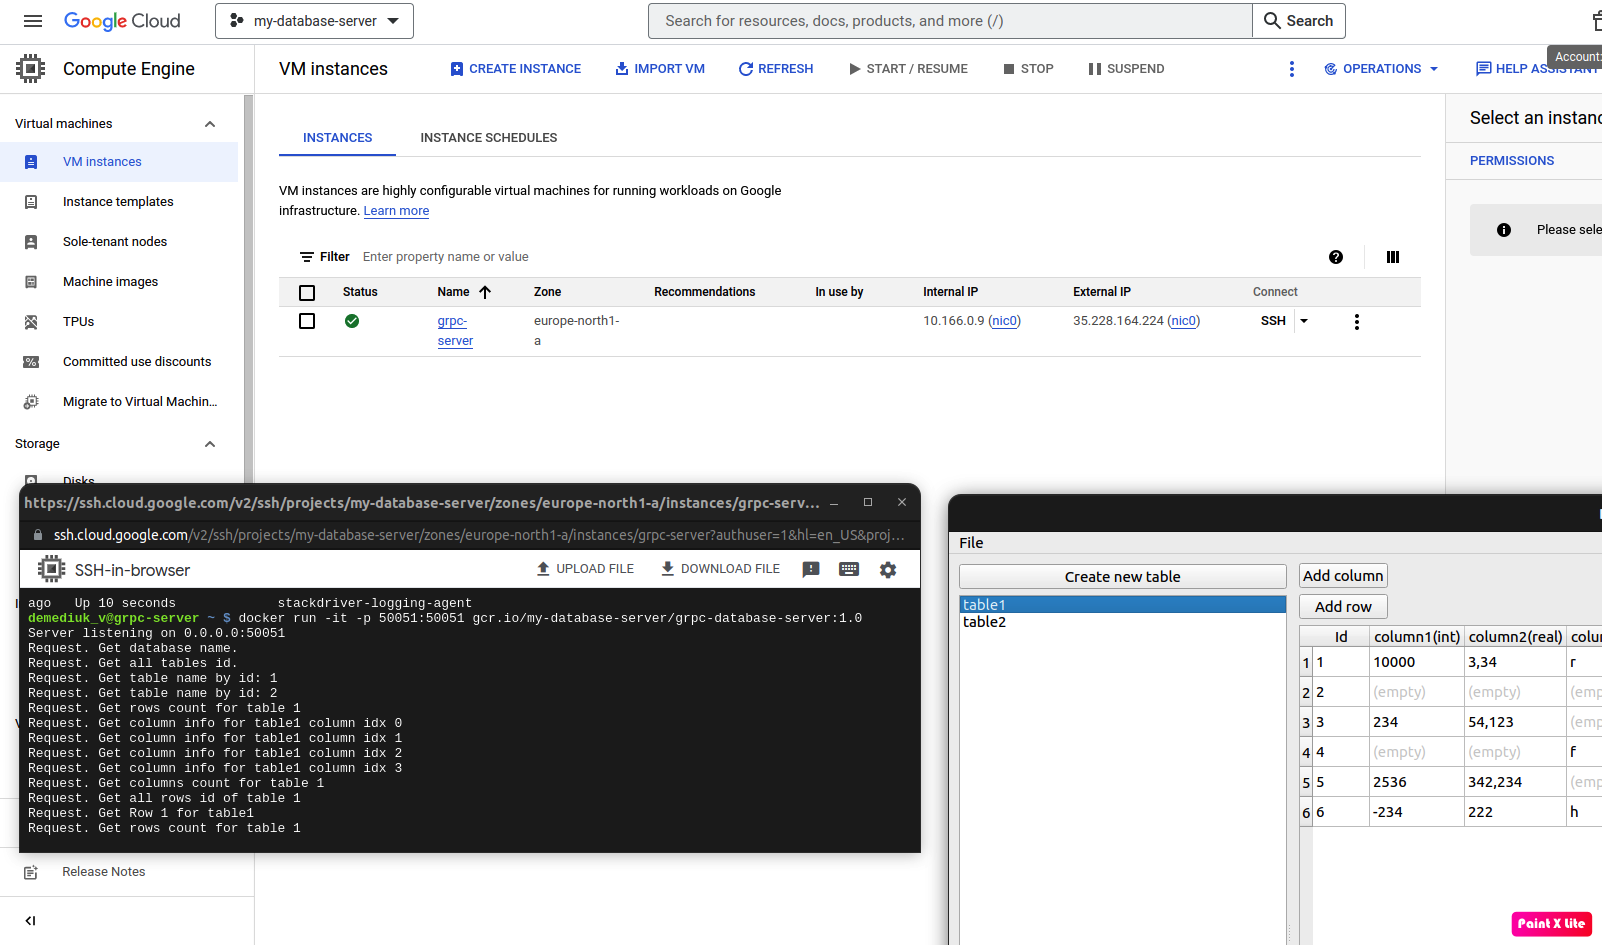 Google Cloud
my-database-server
Search for resources, docs, products, and more (/)
Search
Compute Engine
VM instances
CREATE INSTANCE
IMPORT VM
REFRESH
START / RESUME
STOP
SUSPEND
OPERATIONS
HELP ASSISTANT
Account:
Virtual machines
VM instances
Instance templates
Sole-tenant nodes
Machine images
TPUs
Committed use discounts
Migrate to Virtual Machin...
Storage
Disks
INSTANCES
INSTANCE SCHEDULES
VM instances are highly configurable virtual machines for running workloads on Google
infrastructure. Learn more
Filter Enter property name or value
Status Name Zone Recommendations In use by Internal IP External IP Connect
grpc-server europe-north1-a 10.166.0.9 (nic0) 35.228.164.224 (nic0) SSH
Select an instanc
PERMISSIONS
Please sele
https://ssh.cloud.google.com/v2/ssh/projects/my-database-server/zones/europe-north1-a/instances/grpc-serv...
ssh.cloud.google.com/v2/ssh/projects/my-database-server/zones/europe-north1-a/instances/grpc-server?authuser=1&hl=en_US&proj...
SSH-in-browser
UPLOAD FILE
DOWNLOAD FILE
ago Up 10 seconds stackdriver-logging-agent
demediuk_v@grpc-server ~ $ docker run -it -p 50051:50051 gcr.io/my-database-server/grpc-database-server:1.0
Server listening on 0.0.0.0:50051
Request. Get database name.
Request. Get all tables id.
Request. Get table name by id: 1
Request. Get table name by id: 2
Request. Get rows count for table 1
Request. Get column info for table1 column idx 0
Request. Get column info for table1 column idx 1
Request. Get column info for table1 column idx 2
Request. Get column info for table1 column idx 3
Request. Get columns count for table 1
Request. Get all rows id of table 1
Request. Get Row 1 for table1
Request. Get rows count for table 1
Release Notes
File
Create new table
table1
table2
Add column
Add row
Id column1(int) column2(real) colu
1 1 10000 3,34 r
2 2 (empty) (empty) (emp
3 3 234 54,123 (emp
4 4 (empty) (empty) f
5 5 2536 342,234 (emp
6 6 -234 222 h
Paint X Lite